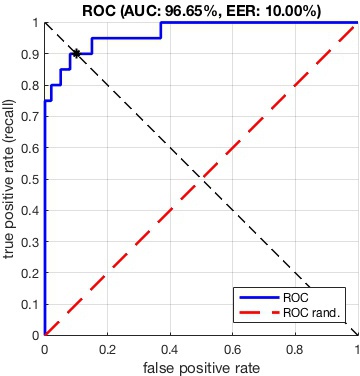 ROC (AUC: 96.65%, EER: 10.00%)
true positive rate (recall)
1
0.9
0.8
0.7
0.6
0.5
0.4
0.3
0.2
0.1
0
0 0.2 0.4 0.6 0.8 1
false positive rate
ROC
ROC rand.